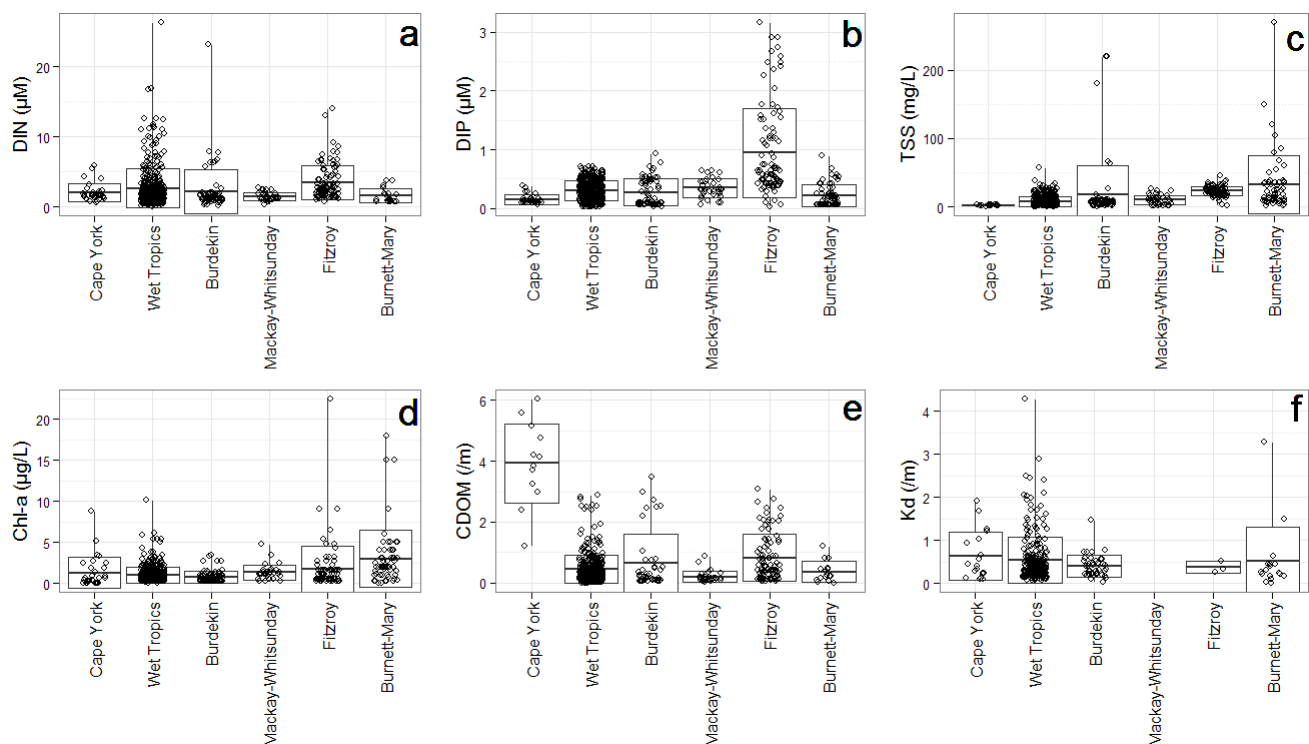 a
DIN (µM)
20
10
0
Cape York
Wet Tropics
Burdekin
Mackay-Whitsunday
Fitzroy
Burnett-Mary
b
DIP (µM)
3
2
1
0
Cape York
Wet Tropics
Burdekin
Mackay-Whitsunday
Fitzroy
Burnett-Mary
c
TSS (mg/L)
200
100
0
Cape York
Wet Tropics
Burdekin
Mackay-Whitsunday
Fitzroy
Burnett-Mary
d
Chl-a (µg/L)
20
15
10
5
0
Cape York
Wet Tropics
Burdekin
Mackay-Whitsunday
Fitzroy
Burnett-Mary
e
CDOM (/m)
6
4
2
0
Cape York
Wet Tropics
Burdekin
Mackay-Whitsunday
Fitzroy
Burnett-Mary
f
Kd (/m)
4
3
2
1
0
Cape York
Wet Tropics
Burdekin
Mackay-Whitsunday
Fitzroy
Burnett-Mary